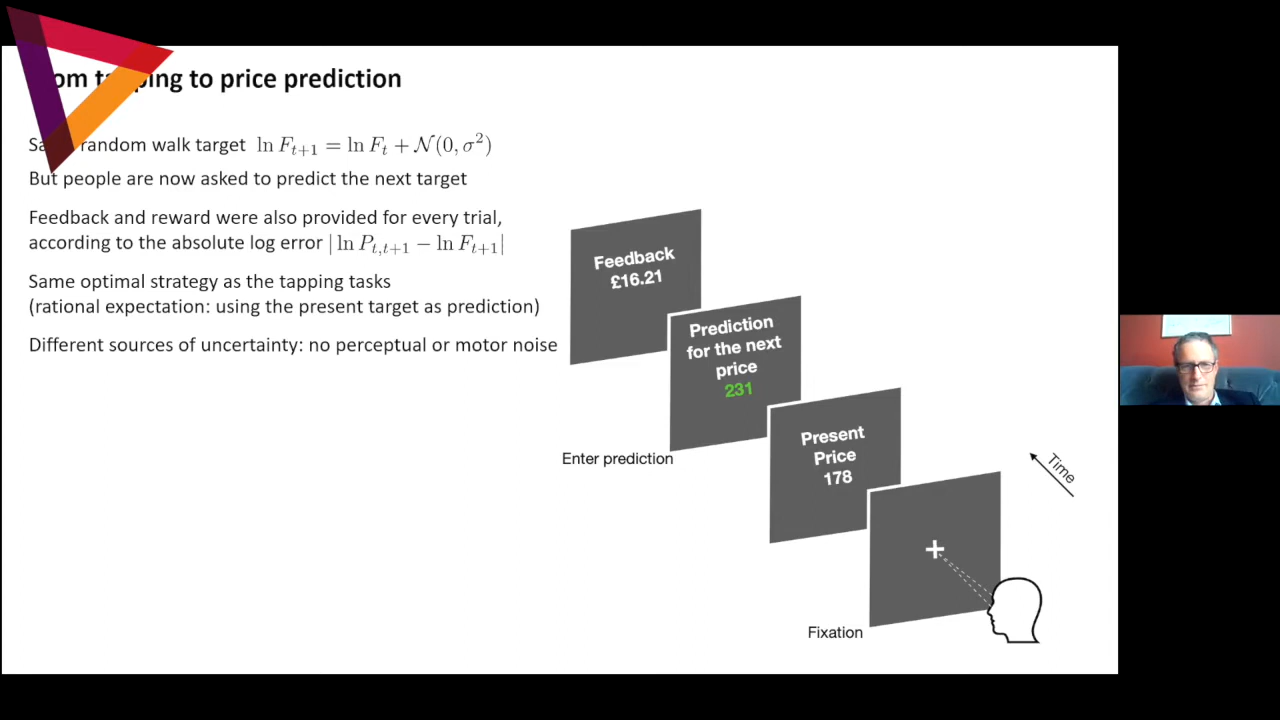 to price prediction
random walk target ln F_{t+1} = ln F_t + N(0, σ²)
But people are now asked to predict the next target
Feedback and reward were also provided for every trial,
according to the absolute log error | ln P_{t,t+1} − ln F_{t+1}|
Same optimal strategy as the tapping tasks
(rational expectation: using the present target as prediction)
Different sources of uncertainty: no perceptual or motor noise
Feedback
£16.21
Prediction
for the next
price
231
Enter prediction
Present
Price
178
Time
Fixation